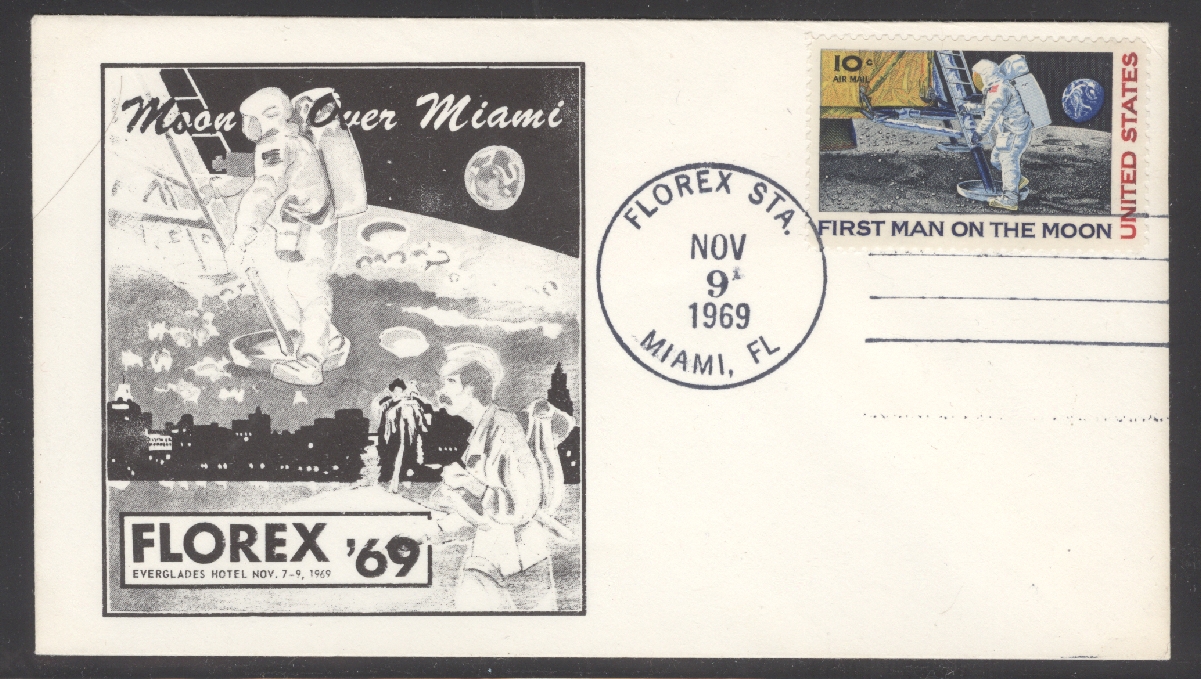 Moon Over Miami
FLOREX '69
EVERGLADES HOTEL NOV. 7-9, 1969
FLOREX STA.
NOV
9
1969
MIAMI, FL
10c
AIR MAIL
FIRST MAN ON THE MOON
UNITED STATES